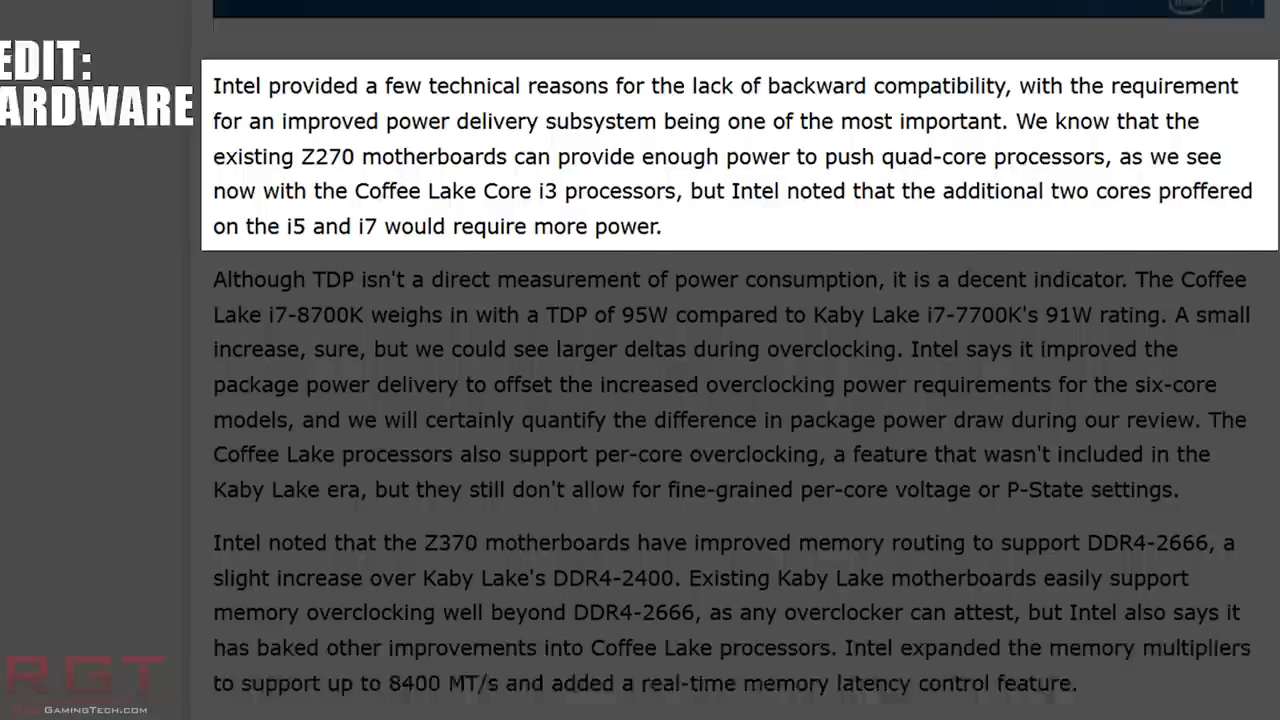 EDIT:
ARDWARE
Intel provided a few technical reasons for the lack of backward compatibility, with the requirement
for an improved power delivery subsystem being one of the most important. We know that the
existing Z270 motherboards can provide enough power to push quad-core processors, as we see
now with the Coffee Lake Core i3 processors, but Intel noted that the additional two cores proffered
on the i5 and i7 would require more power.
Although TDP isn't a direct measurement of power consumption, it is a decent indicator. The Coffee
Lake i7-8700K weighs in with a TDP of 95W compared to Kaby Lake i7-7700K's 91W rating. A small
increase, sure, but we could see larger deltas during overclocking. Intel says it improved the
package power delivery to offset the increased overclocking power requirements for the six-core
models, and we will certainly quantify the difference in package power draw during our review. The
Coffee Lake processors also support per-core overclocking, a feature that wasn't included in the
Kaby Lake era, but they still don't allow for fine-grained per-core voltage or P-State settings.
Intel noted that the Z370 motherboards have improved memory routing to support DDR4-2666, a
slight increase over Kaby Lake's DDR4-2400. Existing Kaby Lake motherboards easily support
memory overclocking well beyond DDR4-2666, as any overclocker can attest, but Intel also says it
has baked other improvements into Coffee Lake processors. Intel expanded the memory multipliers
to support up to 8400 MT/s and added a real-time memory latency control feature.
RGT
REDGAMINGTECH.COM